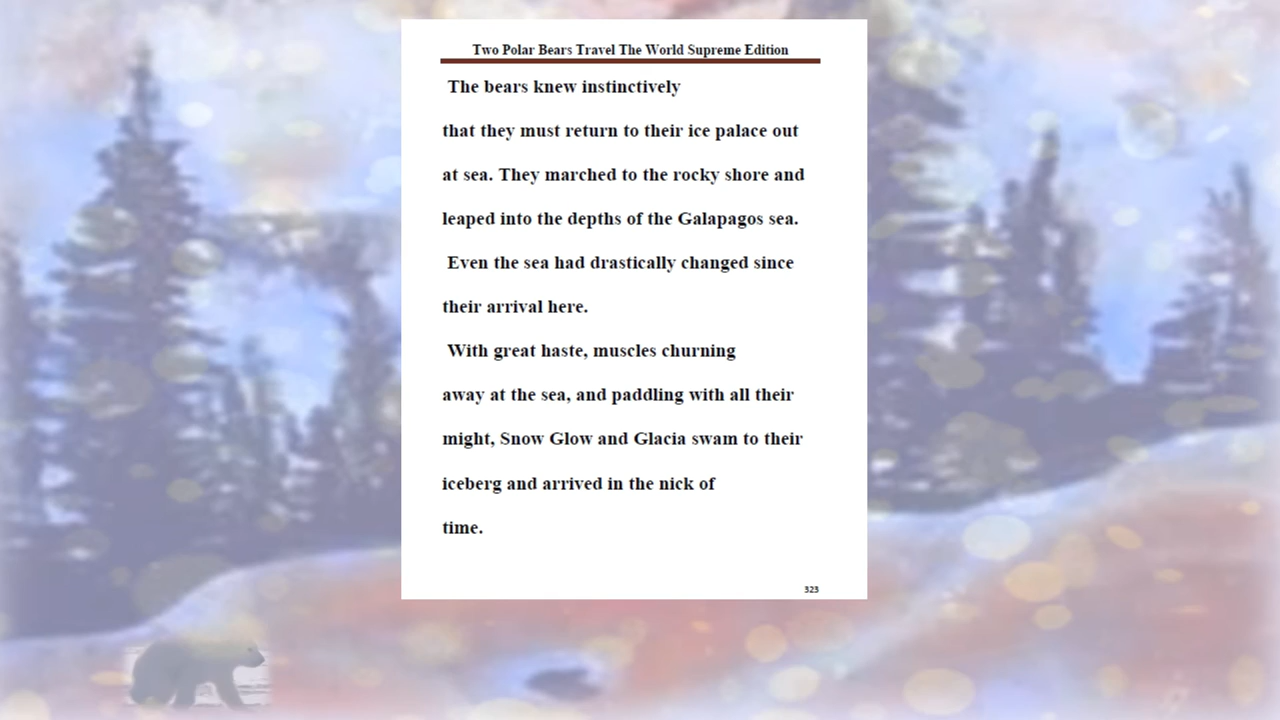 Two Polar Bears Travel The World Supreme Edition
The bears knew instinctively
that they must return to their ice palace out
at sea. They marched to the rocky shore and
leaped into the depths of the Galapagos sea.
Even the sea had drastically changed since
their arrival here.
With great haste, muscles churning
away at the sea, and paddling with all their
might, Snow Glow and Glacia swam to their
iceberg and arrived in the nick of
time.
323